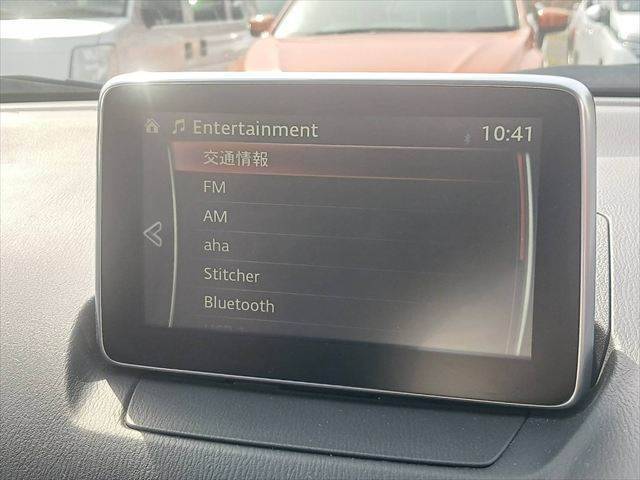 Entertainment
10:41
交通情報
FM
AM
aha
Stitcher
Bluetooth